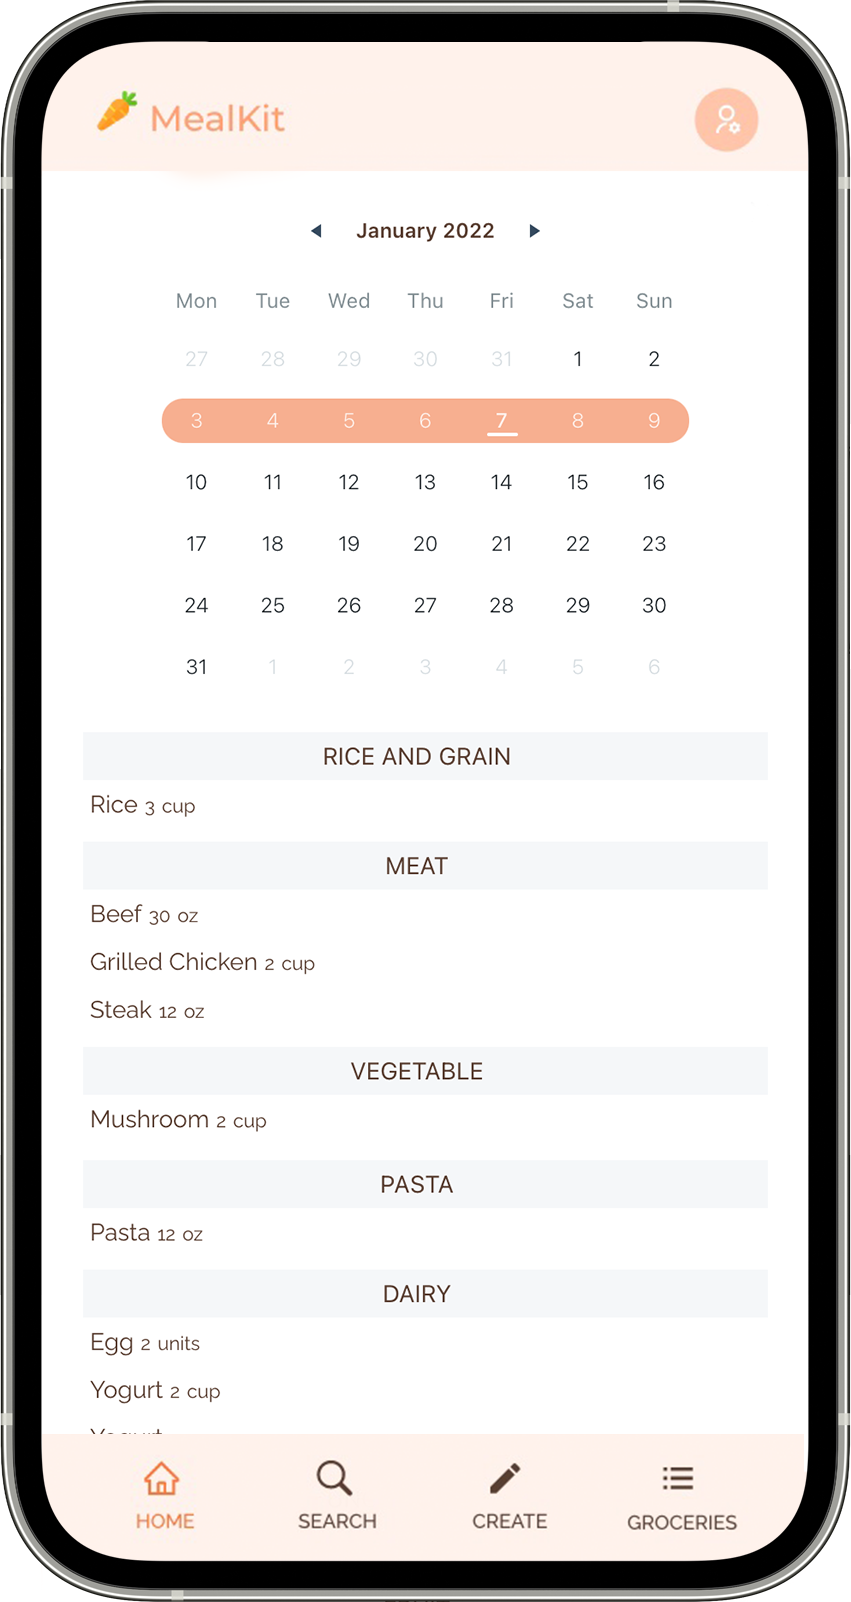 MealKit
January 2022
Mon Tue Wed Thu Fri Sat Sun
27 28 29 30 31 1 2
3 4 5 6 7 8 9
10 11 12 13 14 15 16
17 18 19 20 21 22 23
24 25 26 27 28 29 30
31 1 2 3 4 5 6
RICE AND GRAIN
Rice 3 cup
MEAT
Beef 30 oz
Grilled Chicken 2 cup
Steak 12 oz
VEGETABLE
Mushroom 2 cup
PASTA
Pasta 12 oz
DAIRY
Egg 2 units
Yogurt 2 cup
HOME SEARCH CREATE GROCERIES